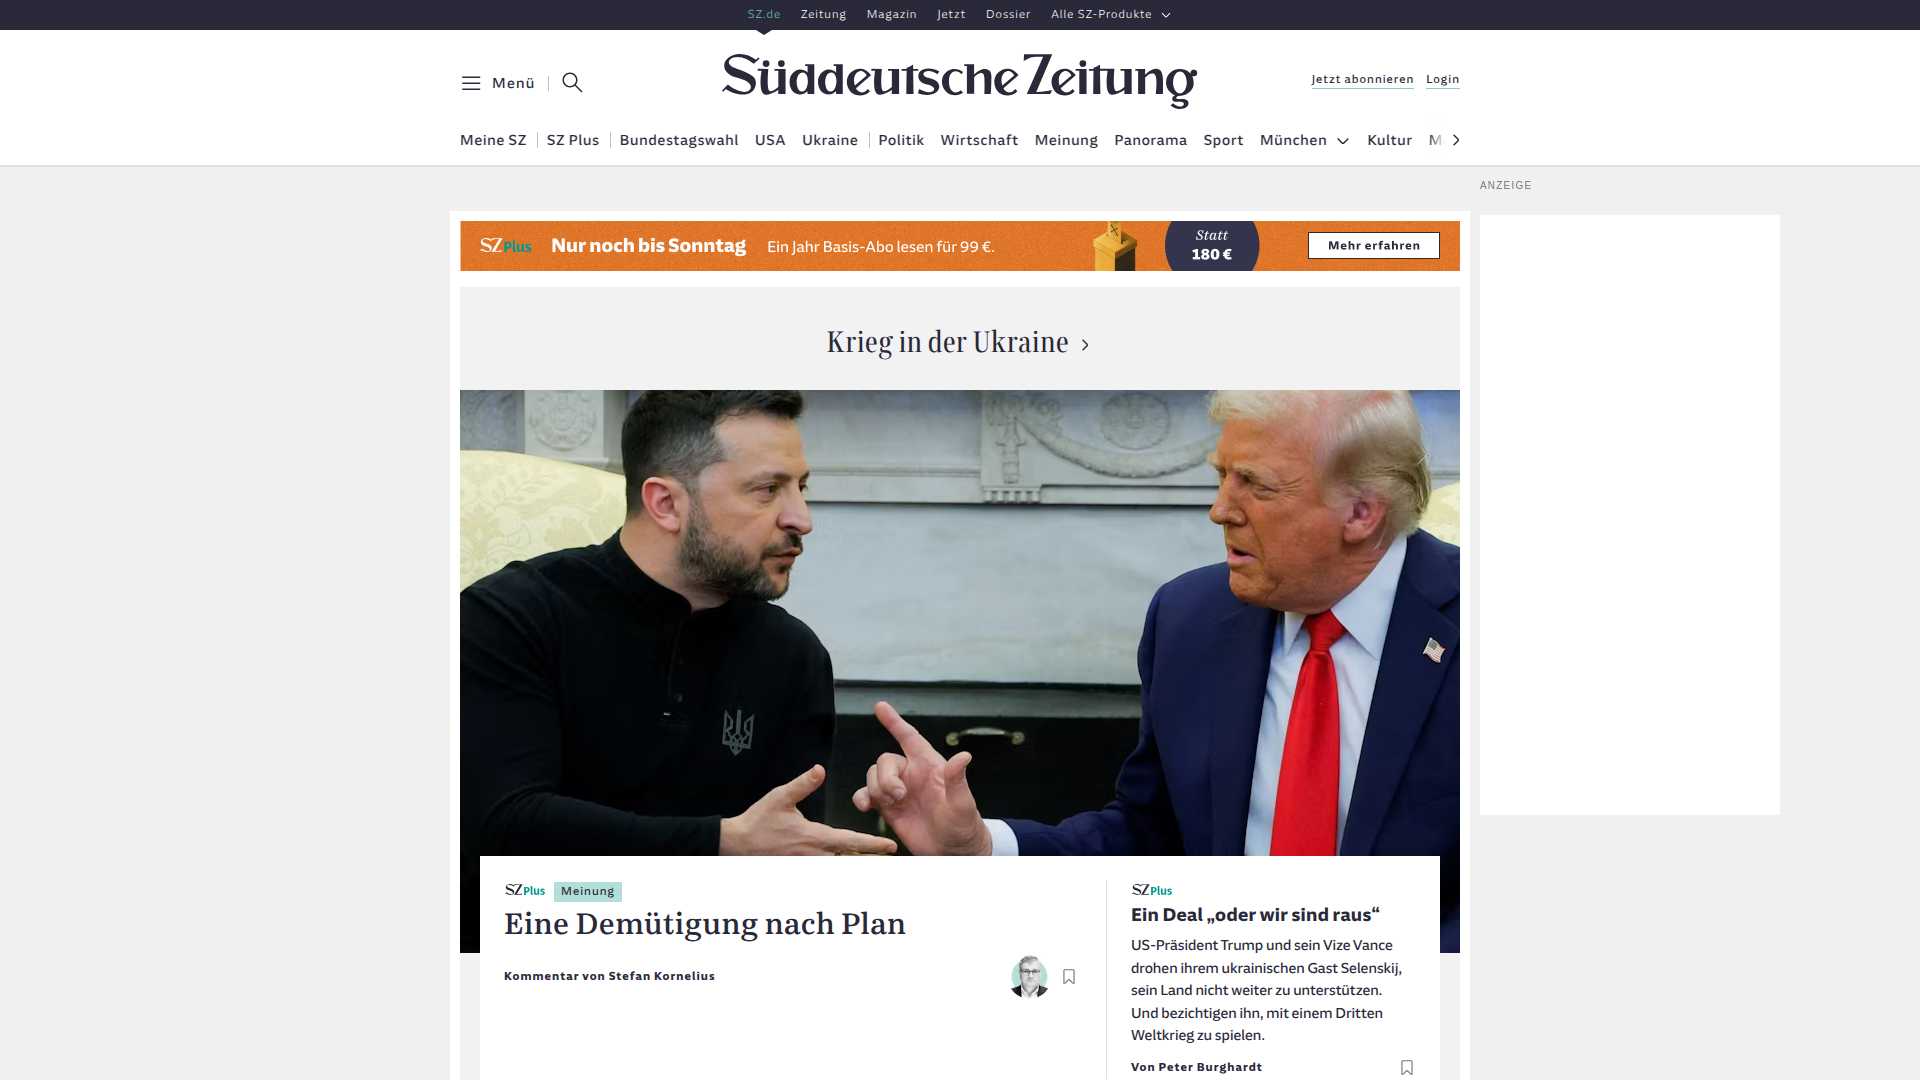 SZ.de Zeitung Magazin Jetzt Dossier Alle SZ-Produkte
Menü
Süddeutsche Zeitung
Jetzt abonnieren Login
Meine SZ SZ Plus Bundestagswahl USA Ukraine Politik Wirtschaft Meinung Panorama Sport München Kultur M
ANZEIGE
SZ Plus Nur noch bis Sonntag Ein Jahr Basis-Abo lesen für 99 €.
Statt
180 €
Mehr erfahren
Krieg in der Ukraine
SZ Plus Meinung
Eine Demütigung nach Plan
Kommentar von Stefan Kornelius
SZ Plus
Ein Deal „oder wir sind raus“
US-Präsident Trump und sein Vize Vance
drohen ihrem ukrainischen Gast Selenskij,
sein Land nicht weiter zu unterstützen.
Und bezichtigen ihn, mit einem Dritten
Weltkrieg zu spielen.
Von Peter Burghardt